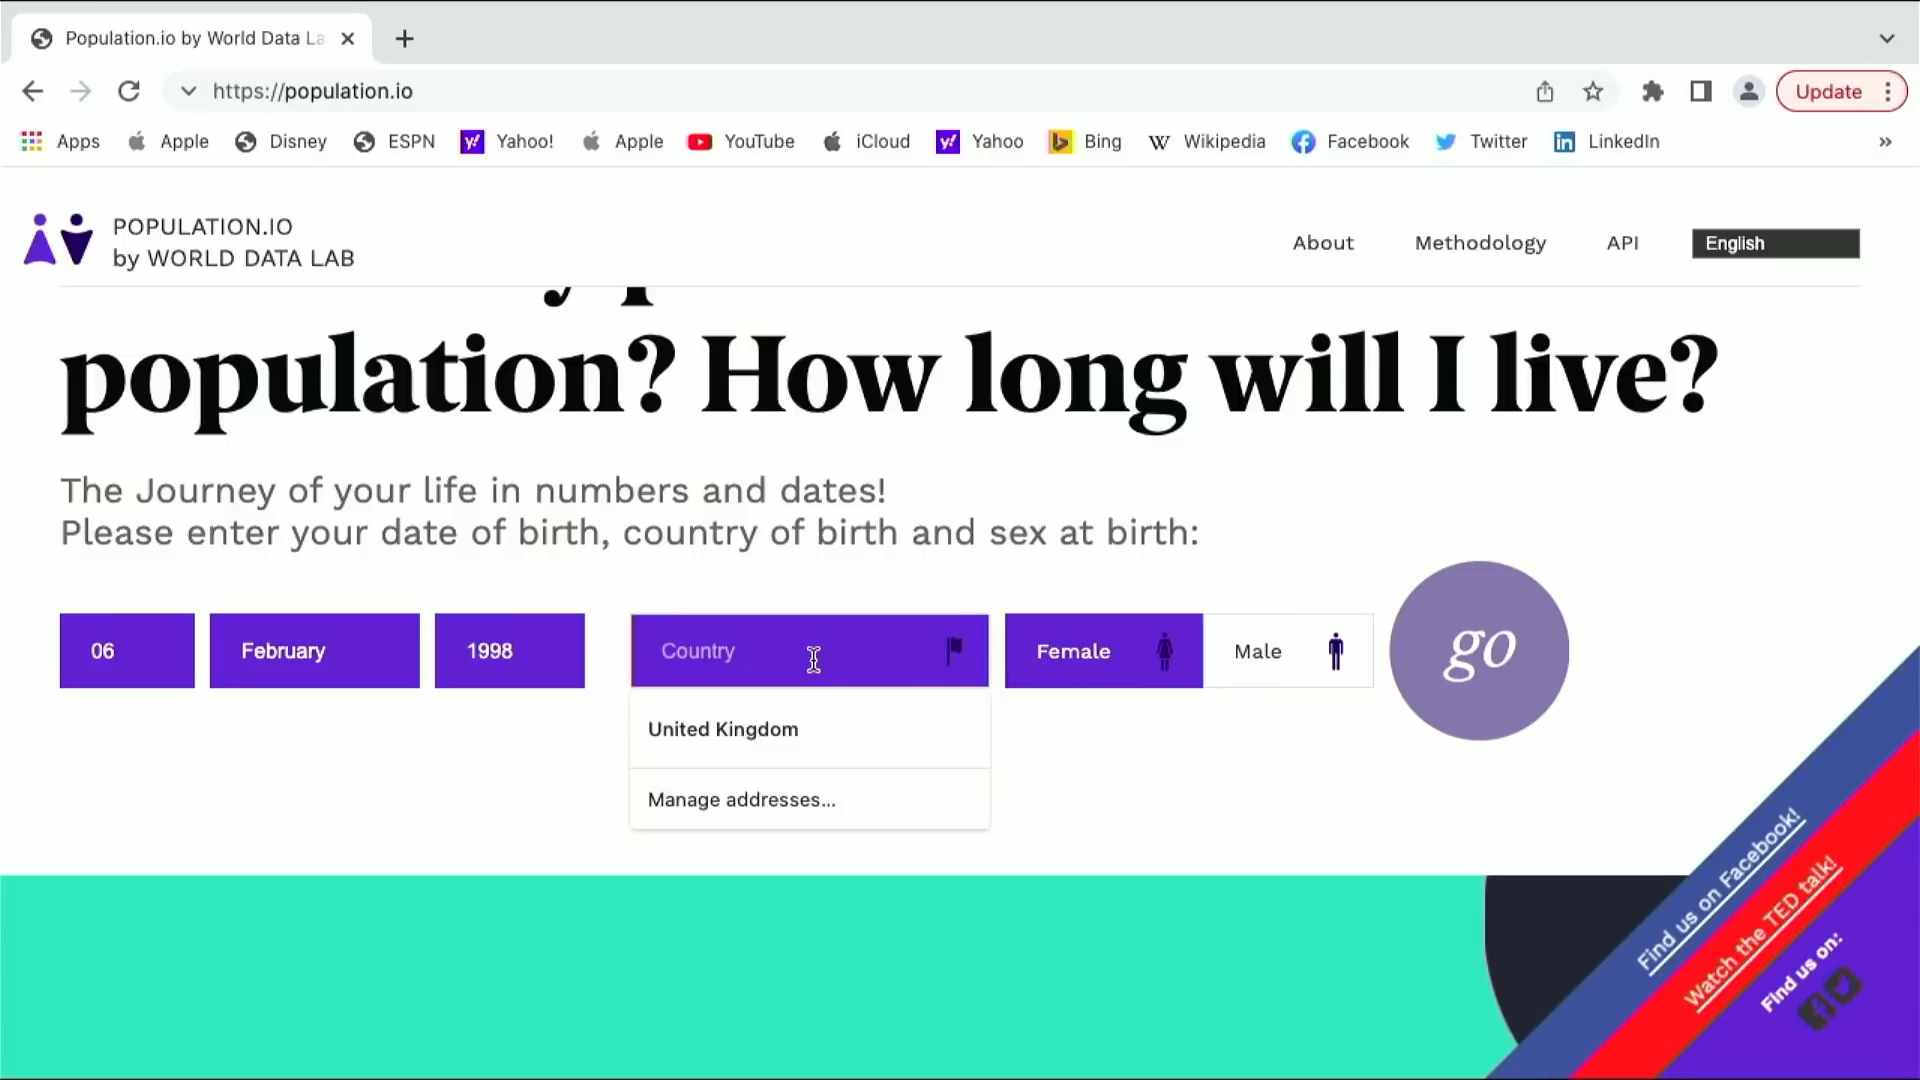 Population.io by World Data La
https://population.io
Update
Apps
Apple
Disney
ESPN
Yahoo!
Apple
YouTube
iCloud
Yahoo
Bing
Wikipedia
Facebook
Twitter
LinkedIn
POPULATION.IO
by WORLD DATA LAB
About
Methodology
API
English
population? How long will I live?
The Journey of your life in numbers and dates!
Please enter your date of birth, country of birth and sex at birth:
06
February
1998
Country
Female
Male
go
United Kingdom
Manage addresses...
Find us on Facebook!
Watch the TED talk!
Find us on: